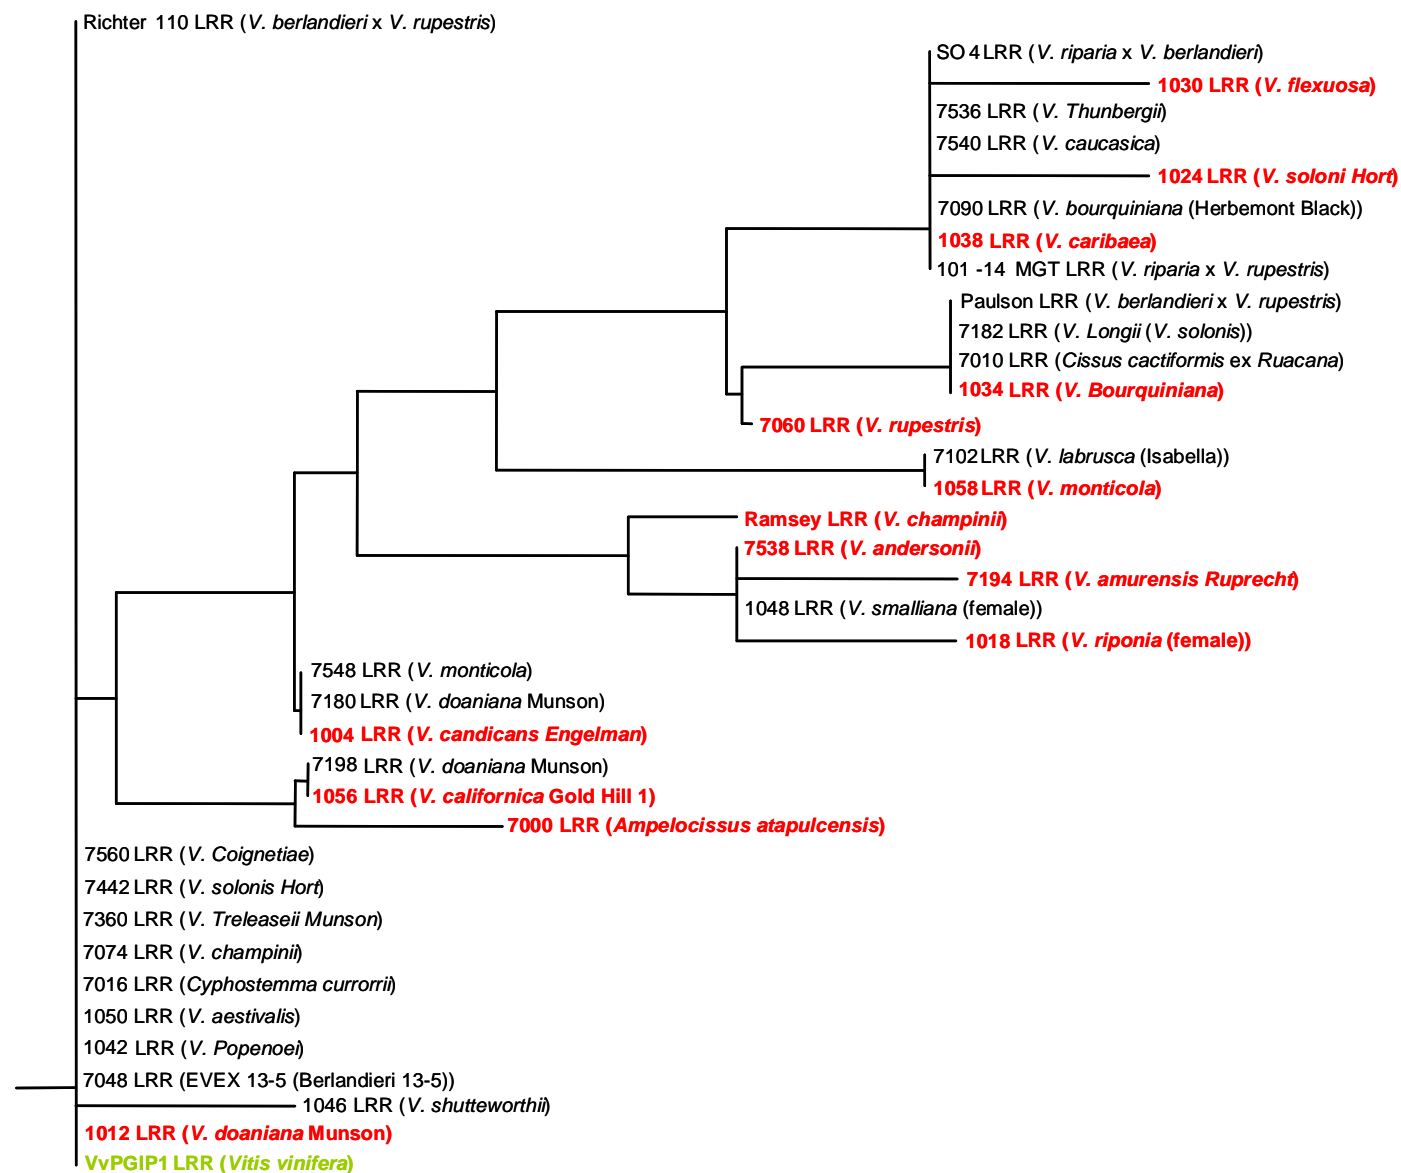 Richter 110 LRR (V. berlandieri x V. rupestris)
SO 4 LRR (V. riparia x V. berlandieri)
1030 LRR (V. flexuosa)
7536 LRR (V. Thunbergii)
7540 LRR (V. caucasica)
1024 LRR (V. soloni Hort)
7090 LRR (V. bourquiniana (Herbemont Black))
1038 LRR (V. caribaea)
101 -14 MGT LRR (V. riparia x V. rupestris)
Paulson LRR (V. berlandieri x V. rupestris)
7182 LRR (V. Longii (V. solonis))
7010 LRR (Cissus cactiformis ex Ruacana)
1034 LRR (V. Bourquiniana)
7060 LRR (V. rupestris)
7102 LRR (V. labrusca (Isabella))
1058 LRR (V. monticola)
Ramsey LRR (V. champinii)
7538 LRR (V. andersonii)
7194 LRR (V. amurensis Ruprecht)
1048 LRR (V. smalliana (female))
1018 LRR (V. riponia (female))
7548 LRR (V. monticola)
7180 LRR (V. doaniana Munson)
1004 LRR (V. candicans Engelman)
7198 LRR (V. doaniana Munson)
1056 LRR (V. californica Gold Hill 1)
7000 LRR (Ampelocissus atapulcensis)
7560 LRR (V. Coignetiae)
7442 LRR (V. solonis Hort)
7360 LRR (V. Treleaseii Munson)
7074 LRR (V. champinii)
7016 LRR (Cyphostemma currorrii)
1050 LRR (V. aestivalis)
1042 LRR (V. Popenoei)
7048 LRR (EVEX 13-5 (Berlandieri 13-5))
1046 LRR (V. shutteworthii)
1012 LRR (V. doaniana Munson)
VvPGIP1 LRR (Vitis vinifera)